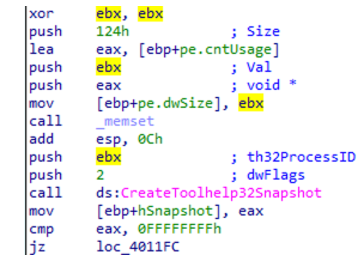 xor ebx, ebx
push 124h ; Size
lea eax, [ebp+pe.cntUsage]
push ebx ; Val
push eax ; void *
mov [ebp+pe.dwSize], ebx
call _memset
add esp, 0Ch
push ebx ; th32ProcessID
push 2 ; dwFlags
call ds:CreateToolhelp32Snapshot
mov [ebp+hSnapshot], eax
cmp eax, 0FFFFFFFFh
jz loc_4011FC